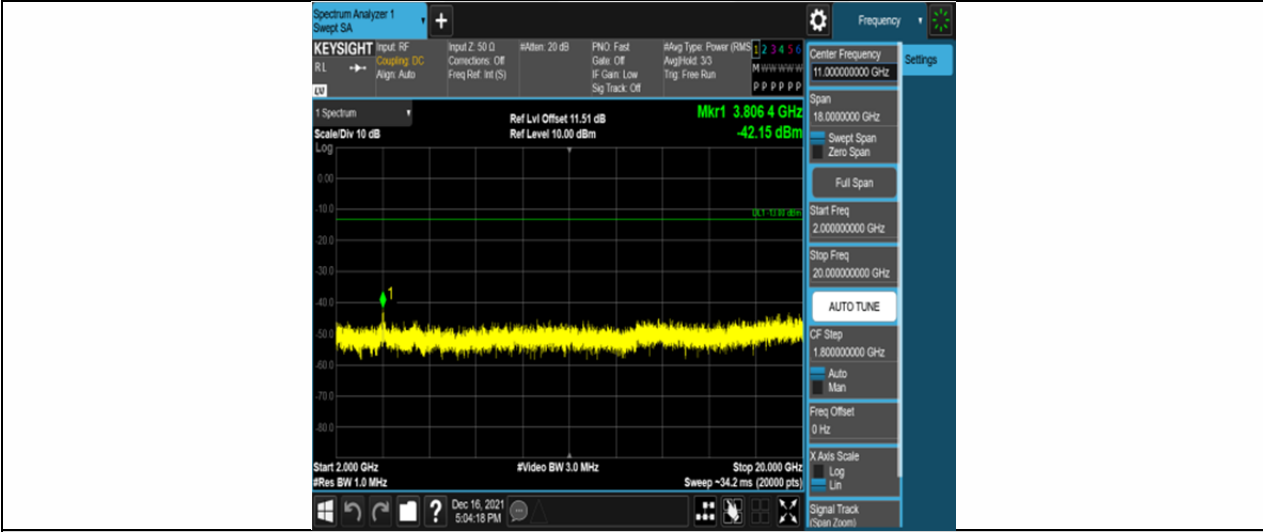 Spectrum Analyzer 1
Swept SA
+
Frequency
KEYSIGHT
RL
LV
Input: RF
Coupling: DC
Align: Auto
Input Z: 50 Ω
Corrections: Off
Freq Ref: Int (S)
#Atten: 20 dB
PNO: Fast
Gate: Off
IF Gain: Low
Sig Track: Off
#Avg Type: Power (RMS
Avg|Hold: 3/3
Trig: Free Run
1 2 3 4 5 6
M W W W W W
P P P P P P
1 Spectrum
Scale/Div 10 dB
Log
Ref Lvl Offset 11.51 dB
Ref Level 10.00 dBm
Mkr1 3.806 4 GHz
-42.15 dBm
0.00
-10.0
DL1 -13.00 dBm
-20.0
-30.0
1
-40.0
-50.0
-60.0
-70.0
-80.0
Start 2.000 GHz
#Res BW 1.0 MHz
#Video BW 3.0 MHz
Stop 20.000 GHz
Sweep ~34.2 ms (20000 pts)
?
Dec 16, 2021
5:04:18 PM
Center Frequency
11.000000000 GHz
Settings
Span
18.0000000 GHz
Swept Span
Zero Span
Full Span
Start Freq
2.000000000 GHz
Stop Freq
20.000000000 GHz
AUTO TUNE
CF Step
1.800000000 GHz
Auto
Man
Freq Offset
0 Hz
X Axis Scale
Log
Lin
Signal Track
(Span Zoom)